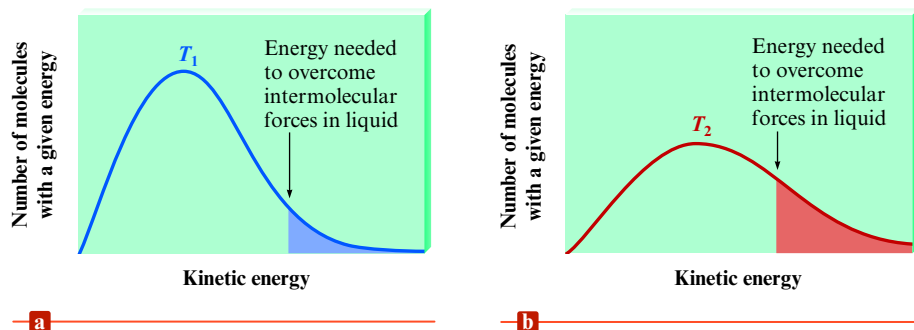 Number of molecules
with a given energy
T1
Energy needed
to overcome
intermolecular
forces in liquid
Kinetic energy
a
Number of molecules
with a given energy
T2
Energy needed
to overcome
intermolecular
forces in liquid
Kinetic energy
b